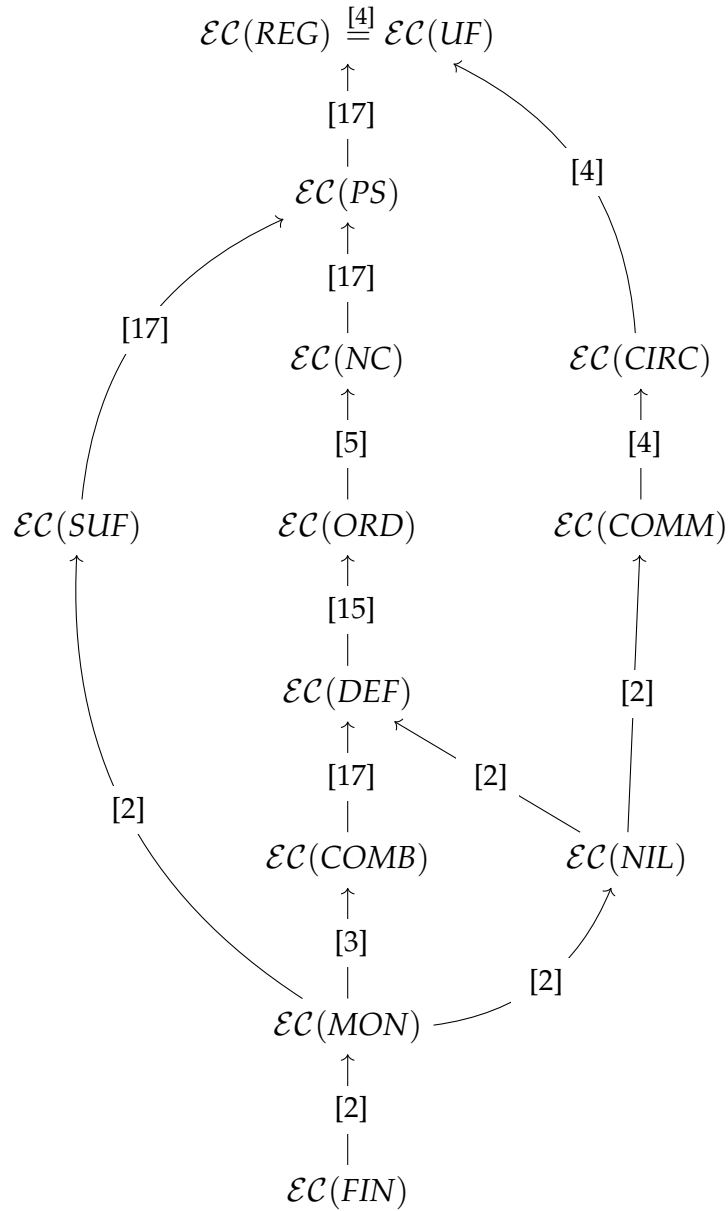 ℰ𝒞(REG) [4]= ℰ𝒞(UF)
[17]
[4]
ℰ𝒞(PS)
[17]
[17]
ℰ𝒞(NC)
ℰ𝒞(CIRC)
[5]
[4]
ℰ𝒞(SUF)
ℰ𝒞(ORD)
ℰ𝒞(COMM)
[15]
ℰ𝒞(DEF)
[2]
[17]
[2]
[2]
ℰ𝒞(COMB)
ℰ𝒞(NIL)
[3]
[2]
ℰ𝒞(MON)
[2]
ℰ𝒞(FIN)